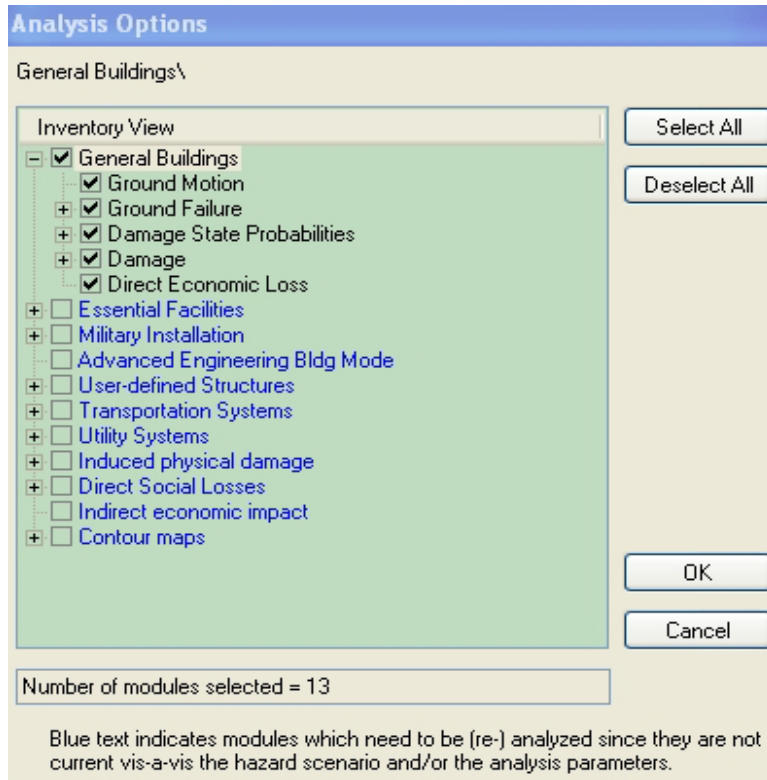 Analysis Options
General Buildings\
Inventory View
Select All
General Buildings
Ground Motion
Deselect All
Ground Failure
Damage State Probabilities
Damage
Direct Economic Loss
Essential Facilities
Military Installation
Advanced Engineering Bldg Mode
User-defined Structures
Transportation Systems
Utility Systems
Induced physical damage
Direct Social Losses
Indirect economic impact
Contour maps
OK
Cancel
Number of modules selected = 13
Blue text indicates modules which need to be (re-) analyzed since they are not
current vis-a-vis the hazard scenario and/or the analysis parameters.